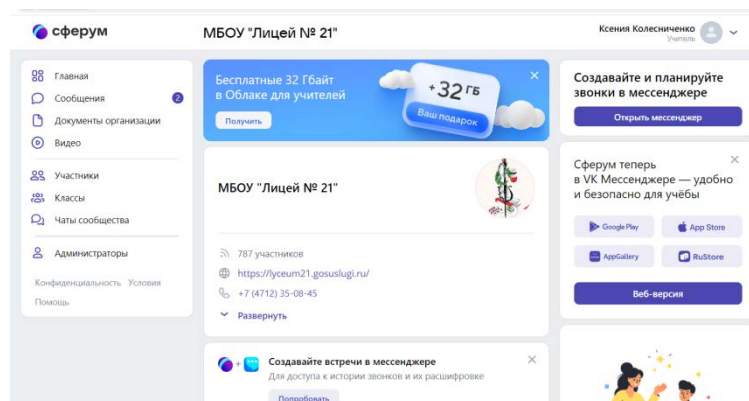 сферум
МБОУ "Лицей № 21"
Ксения Колесниченко
Учитель
Главная
Сообщения 2
Документы организации
Видео
Участники
Классы
Чаты сообщества
Администраторы
Конфиденциальность Условия
Помощь
Бесплатные 32 Гбайт
в Облаке для учителей
Получить
+32 ГБ
Ваш подарок
МБОУ "Лицей № 21"
787 участников
https://lyceum21.gosuslugi.ru/
+7 (4712) 35-08-45
Развернуть
Создавайте встречи в мессенджере
Для доступа к истории звонков и их расшифровке
Попробовать
Создавайте и планируйте
звонки в мессенджере
Открыть мессенджер
Сферум теперь
в VK Мессенджере — удобно
и безопасно для учёбы
Google Play
App Store
AppGallery
RuStore
Веб-версия